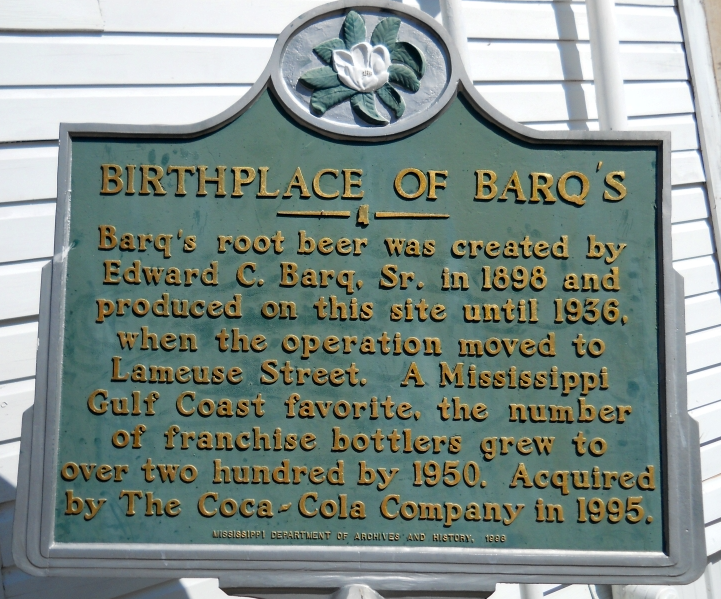 BIRTHPLACE OF BARQ'S
Barq's root beer was created by
Edward C. Barq, Sr. in 1898 and
produced on this site until 1936,
when the operation moved to
Lameuse Street. A Mississippi
Gulf Coast favorite, the number
of franchise bottlers grew to
over two hundred by 1950. Acquired
by The Coca-Cola Company in 1995.
MISSISSIPPI DEPARTMENT OF ARCHIVES AND HISTORY, 1998